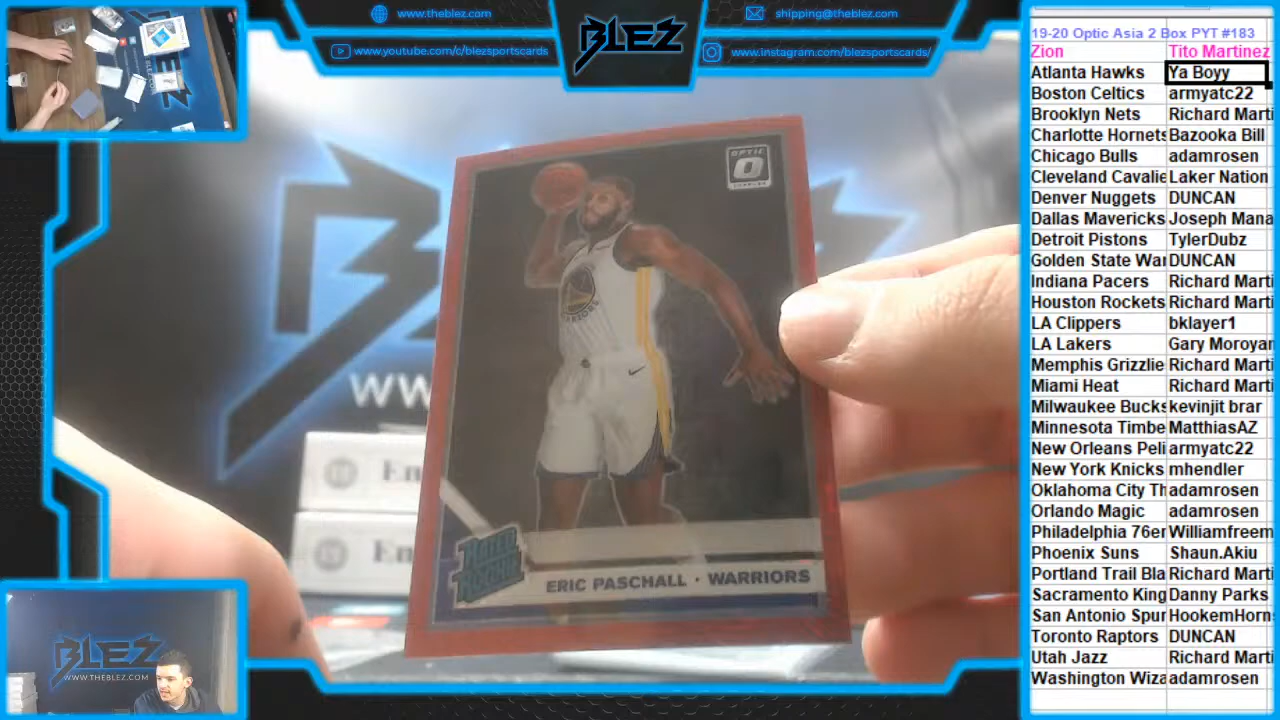 www.theblez.com
www.youtube.com/c/blezsportscards
BLEZ
shipping@theblez.com
www.instagram.com/blezsportscards/
OPTIC
WARRIORS
RATED ROOKIE
ERIC PASCHALL · WARRIORS
WW
En
En
BLEZ
WWW.THEBLEZ.COM
19-20 Optic Asia 2 Box PYT #183
Zion Tito Martinez
Atlanta Hawks Ya Boyy
Boston Celtics armyatc22
Brooklyn Nets Richard Marti
Charlotte Hornets Bazooka Bill
Chicago Bulls adamrosen
Cleveland Cavalie Laker Nation
Denver Nuggets DUNCAN
Dallas Mavericks Joseph Mana
Detroit Pistons TylerDubz
Golden State War DUNCAN
Indiana Pacers Richard Marti
Houston Rockets Richard Marti
LA Clippers bklayer1
LA Lakers Gary Moroyan
Memphis Grizzlie Richard Marti
Miami Heat Richard Marti
Milwaukee Bucks kevinjit brar
Minnesota Timbe MatthiasAZ
New Orleans Peli armyatc22
New York Knicks mhendler
Oklahoma City Th adamrosen
Orlando Magic adamrosen
Philadelphia 76er Williamfreem
Phoenix Suns Shaun.Akiu
Portland Trail Bla Richard Marti
Sacramento King Danny Parks
San Antonio Spur HookemHorn
Toronto Raptors DUNCAN
Utah Jazz Richard Marti
Washington Wiza adamrosen